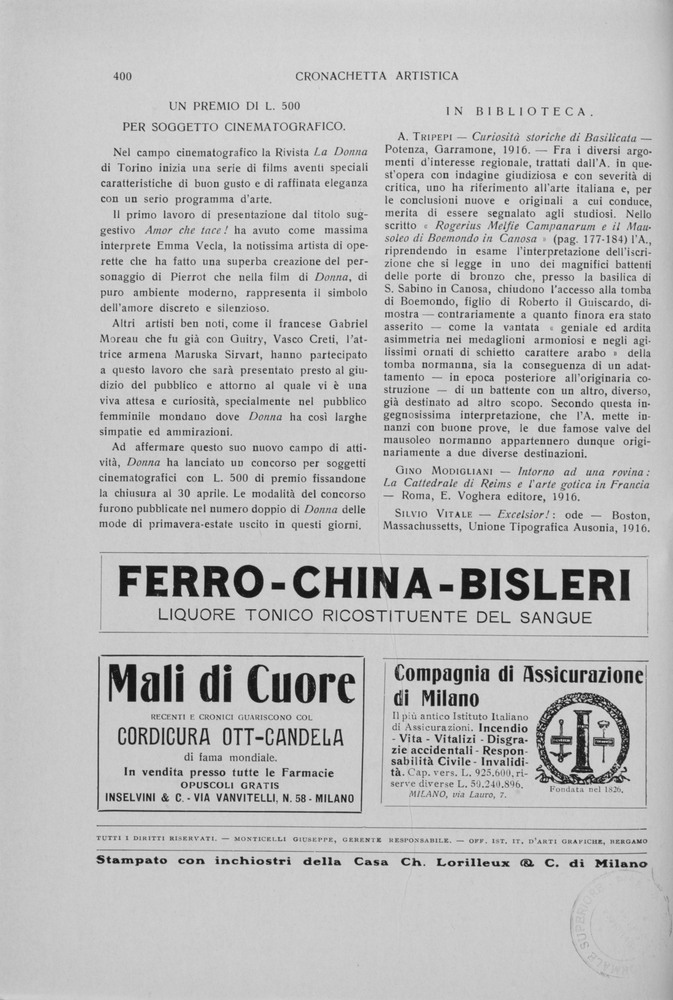 400
CRONACHETTA ARTISTICA
UN PREMIO DI L. 500
PER SOGGETTO CINEMATOGRAFICO.
Nel campo cinematografico la Rivista La Donna
di Torino inizia una serie di films aventi speciali
caratteristiche di buon gusto e di raffinata eleganza
con un serio programma d'arte.
Il primo lavoro di presentazione dal titolo sug-
gestivo Amor che tace! ha avuto come massima
interprete Emma Vecla, la notissima artista di ope-
rette che ha fatto una superba creazione del per-
sonaggio di Pierrot che nella film di Donna, di
puro ambiente moderno, rappresenta il simbolo
dell'amore discreto e silenzioso.
Altri artisti ben noti, come il francese Gabriel
Moreau che fu già con Guitry, Vasco Creti, l'at-
trice armena Maruska Sirvart, hanno partecipato
a questo lavoro che sarà presentato presto al giu-
dizio del pubblico e attorno al quale vi è una
viva attesa e curiosità, specialmente nel pubblico
femminile mondano dove Donna ha così larghe
simpatie ed ammirazioni.
Ad affermare questo suo nuovo campo di atti-
vità, Donna ha lanciato un concorso per soggetti
cinematografici con L. 500 di premio fissandone
la chiusura al 30 aprile. Le modalità del concorso
furono pubblicate nel numero doppio di Donna delle
mode di primavera-estate uscito in questi giorni.
IN BIBLIOTECA.
A. TRIPEPI — Curiosità storiche di Basilicata —
Potenza, Garramone, 1916. — Fra i diversi argo-
menti d'interesse regionale, trattati dall'A. in que-
st'opera con indagine giudiziosa e con severità di
critica, uno ha riferimento all'arte italiana e, per
le conclusioni nuove e originali a cui conduce,
merita di essere segnalato agli studiosi. Nello
scritto « Rogerius Melfie Campanarum e il Mau-
soleo di Boemondo in Canosa » (pag. 177-184) l'A.,
riprendendo in esame l'interpretazione dell'iscri-
zione che si legge in uno dei magnifici battenti
delle porte di bronzo che, presso la basilica di
S. Sabino in Canosa, chiudono l'accesso alla tomba
di Boemondo, figlio di Roberto il Guiscardo, di-
mostra — contrariamente a quanto finora era stato
asserito — come la vantata « geniale ed ardita
asimmetria nei medaglioni armoniosi e negli agi-
lissimi ornati di schietto carattere arabo » della
tomba normanna, sia la conseguenza di un adat-
tamento — in epoca posteriore all'originaria co-
struzione — di un battente con un altro, diverso,
già destinato ad altro scopo. Secondo questa in-
gegnosissima interpretazione, che l'A. mette in-
nanzi con buone prove, le due famose valve del
mausoleo normanno appartennero dunque origi-
nariamente a due diverse destinazioni.
GINO MODIGLIANI — Intorno ad una rovina:
La Cattedrale di Reims e l'arte gotica in Francia
— Roma, E. Voghera editore, 1916.
SILVIO VITALE — Excelsior!: ode — Boston,
Massachussetts, Unione Tipografica Ausonia, 1916.
FERRO-CHINA-BISLERI
LIQUORE TONICO RICOSTITUENTE DEL SANGUE
Mali di Cuore
RECENTI E CRONICI GUARISCONO COL
CORDICURA OTT-CANDELA
di fama mondiale.
In vendita presso tutte le Farmacie
OPUSCOLI GRATIS
INSELVINI & C. - VIA VANVITELLI, N. 58 - MILANO
Compagnia di Assicurazione
di Milano
Il più antico Istituto Italiano
di Assicurazioni. Incendio
- Vita - Vitalizi - Disgra-
zie accidentali - Respon-
sabilità Civile - Invalidi-
tà. Cap. vers. L. 925.600, ri-
serve diverse L. 59.240.896.
MILANO, via Lauro, 7.
Fondata nel 1826.
TUTTI I DIRITTI RISERVATI. — MONTICELLI GIUSEPPE, GERENTE RESPONSABILE. — OFF. IST. IT. D'ARTI GRAFICHE, BERGAMO
Stampato con inchiostri della Casa Ch. Lorilleux & C. di Milano